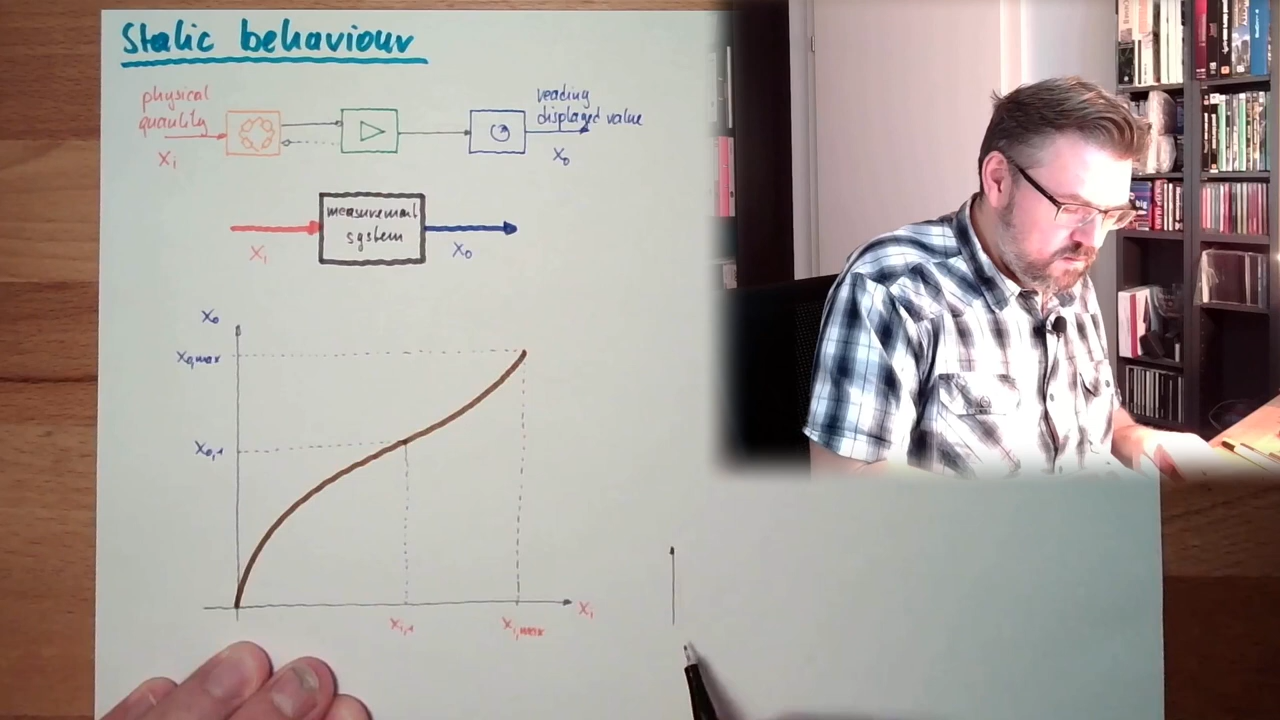 Static behaviour
physical
quantity
Xi
reading
displayed value
Xo
measurement
system
Xi
Xo
Xo
Xo,max
Xo,1
Xi,1
Xi,max
Xi